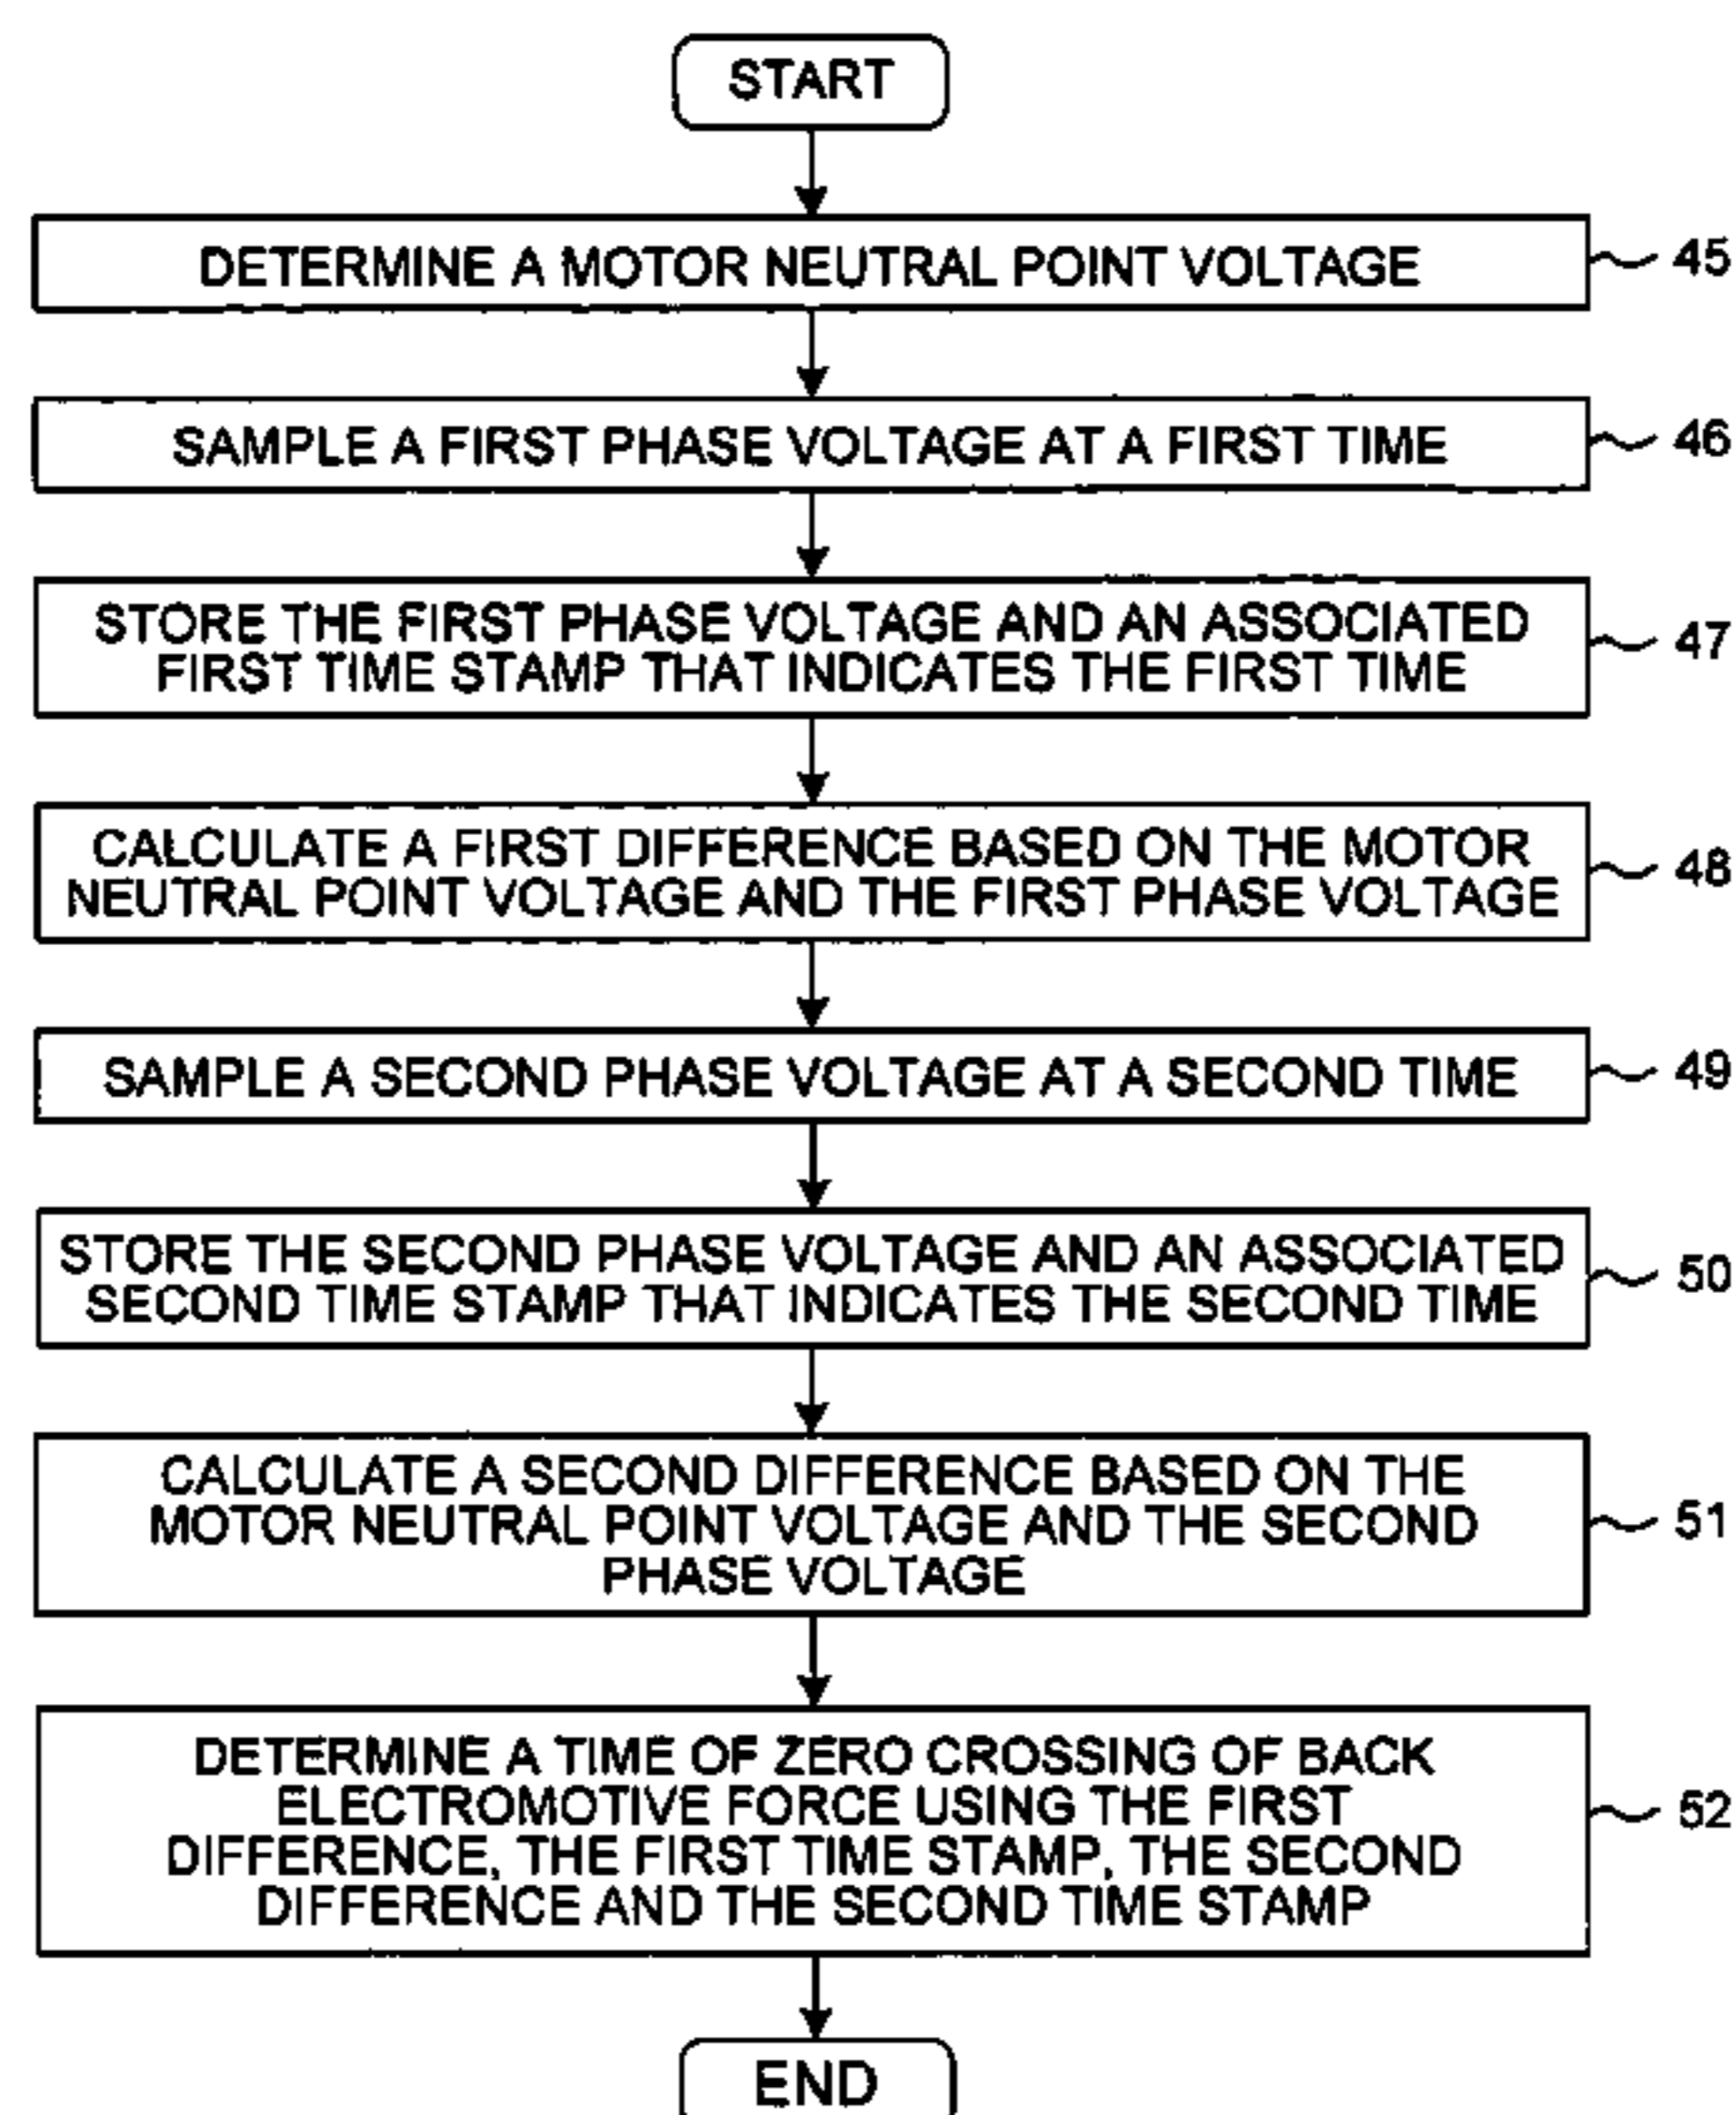 START
DETERMINE A MOTOR NEUTRAL POINT VOLTAGE
45
SAMPLE A FIRST PHASE VOLTAGE AT A FIRST TIME
46
STORE THE FIRST PHASE VOLTAGE AND AN ASSOCIATED
FIRST TIME STAMP THAT INDICATES THE FIRST TIME
47
CALCULATE A FIRST DIFFERENCE BASED ON THE MOTOR
NEUTRAL POINT VOLTAGE AND THE FIRST PHASE VOLTAGE
48
SAMPLE A SECOND PHASE VOLTAGE AT A SECOND TIME
49
STORE THE SECOND PHASE VOLTAGE AND AN ASSOCIATED
SECOND TIME STAMP THAT INDICATES THE SECOND TIME
50
CALCULATE A SECOND DIFFERENCE BASED ON THE
MOTOR NEUTRAL POINT VOLTAGE AND THE SECOND
PHASE VOLTAGE
51
DETERMINE A TIME OF ZERO CROSSING OF BACK
ELECTROMOTIVE FORCE USING THE FIRST
DIFFERENCE, THE FIRST TIME STAMP, THE SECOND
DIFFERENCE AND THE SECOND TIME STAMP
52
END